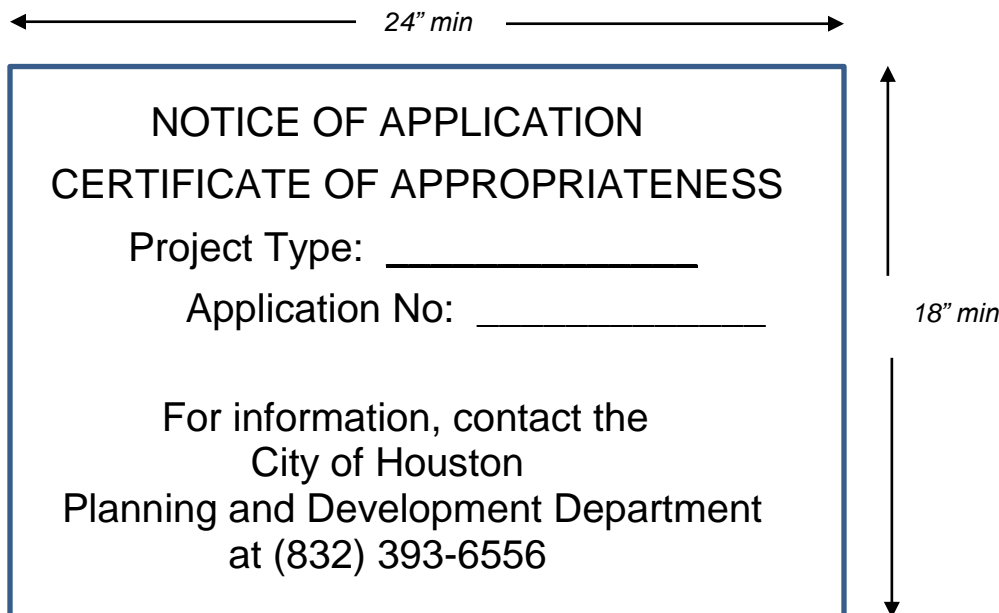 24” min
NOTICE OF APPLICATION
CERTIFICATE OF APPROPRIATENESS
Project Type: ______________
Application No: _____________
18” min
For information, contact the
City of Houston
Planning and Development Department
at (832) 393-6556